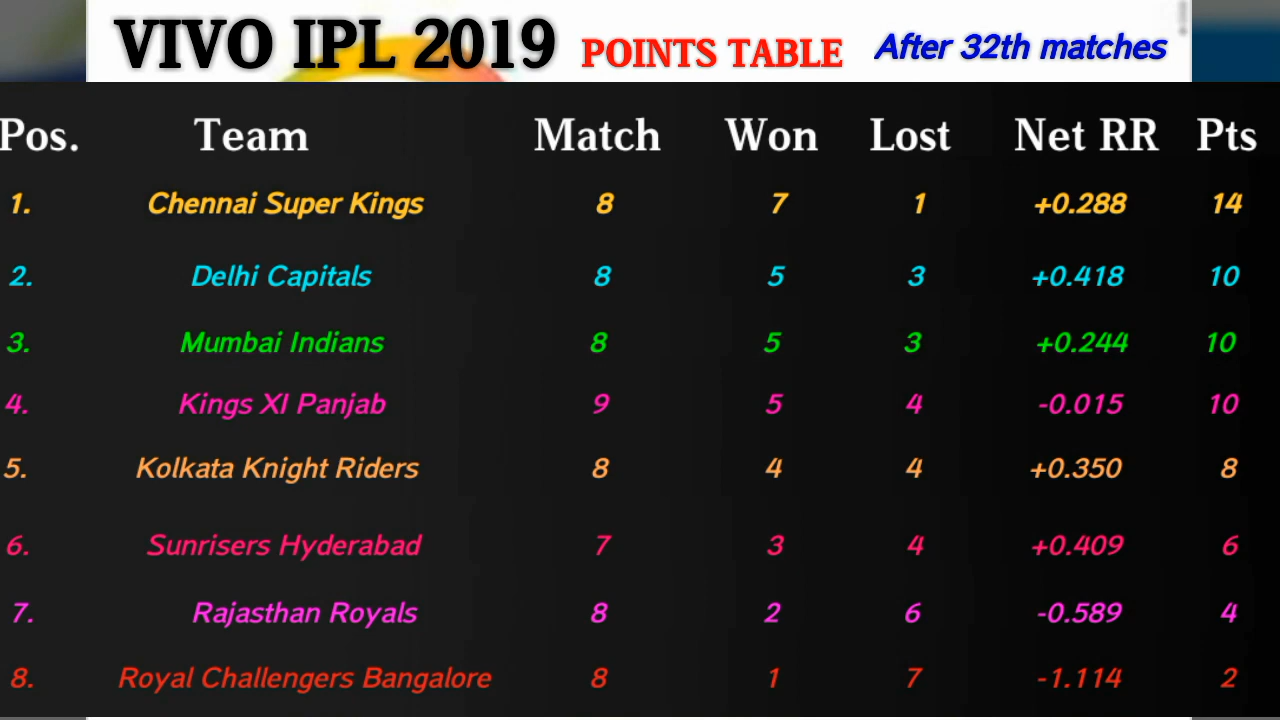 VIVO IPL 2019 POINTS TABLE After 32th matches
Pos. Team Match Won Lost Net RR Pts
1. Chennai Super Kings 8 7 1 +0.288 14
2. Delhi Capitals 8 5 3 +0.418 10
3. Mumbai Indians 8 5 3 +0.244 10
4. Kings XI Panjab 9 5 4 -0.015 10
5. Kolkata Knight Riders 8 4 4 +0.350 8
6. Sunrisers Hyderabad 7 3 4 +0.409 6
7. Rajasthan Royals 8 2 6 -0.589 4
8. Royal Challengers Bangalore 8 1 7 -1.114 2